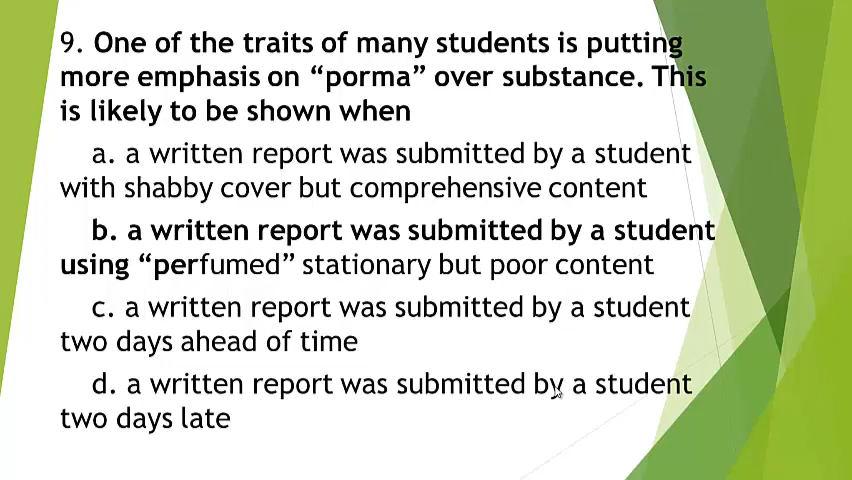 9. One of the traits of many students is putting
more emphasis on “porma” over substance. This
is likely to be shown when
a. a written report was submitted by a student
with shabby cover but comprehensive content
b. a written report was submitted by a student
using “perfumed” stationary but poor content
c. a written report was submitted by a student
two days ahead of time
d. a written report was submitted by a student
two days late